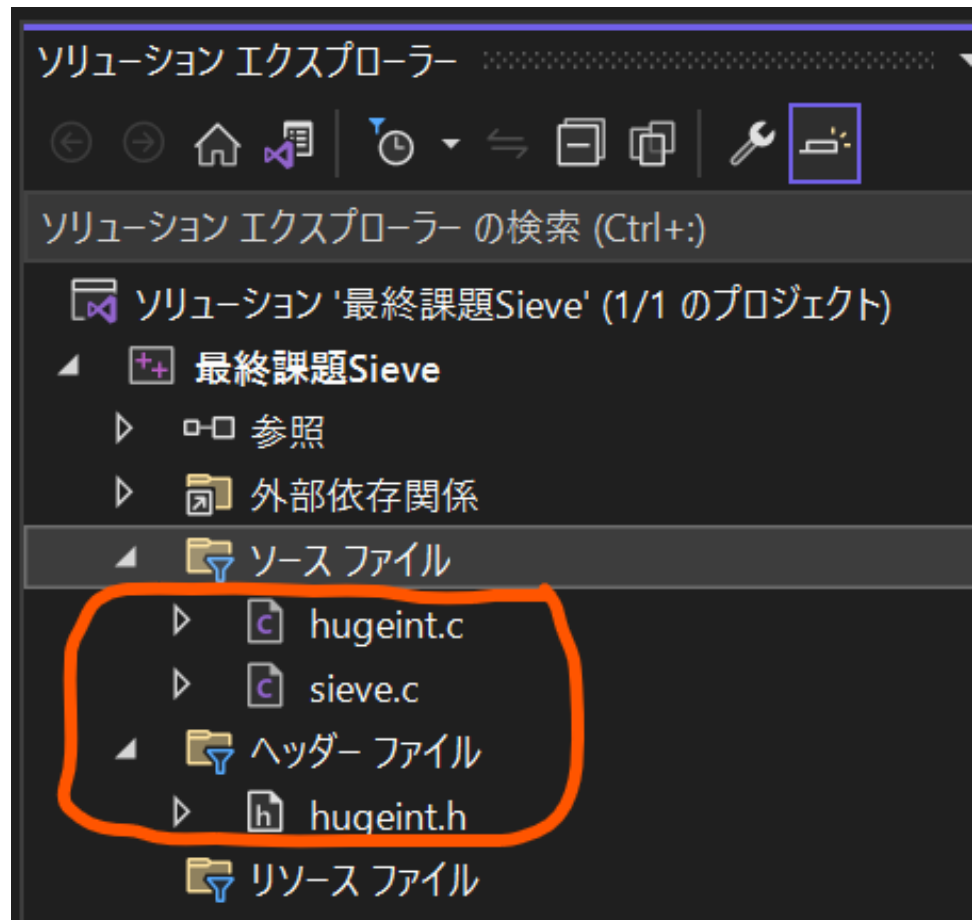 ソリューション エクスプローラー
ソリューション エクスプローラー の検索 (Ctrl+:)
ソリューション '最終課題Sieve' (1/1 のプロジェクト)
最終課題Sieve
参照
外部依存関係
ソース ファイル
hugeint.c
sieve.c
ヘッダー ファイル
hugeint.h
リソース ファイル